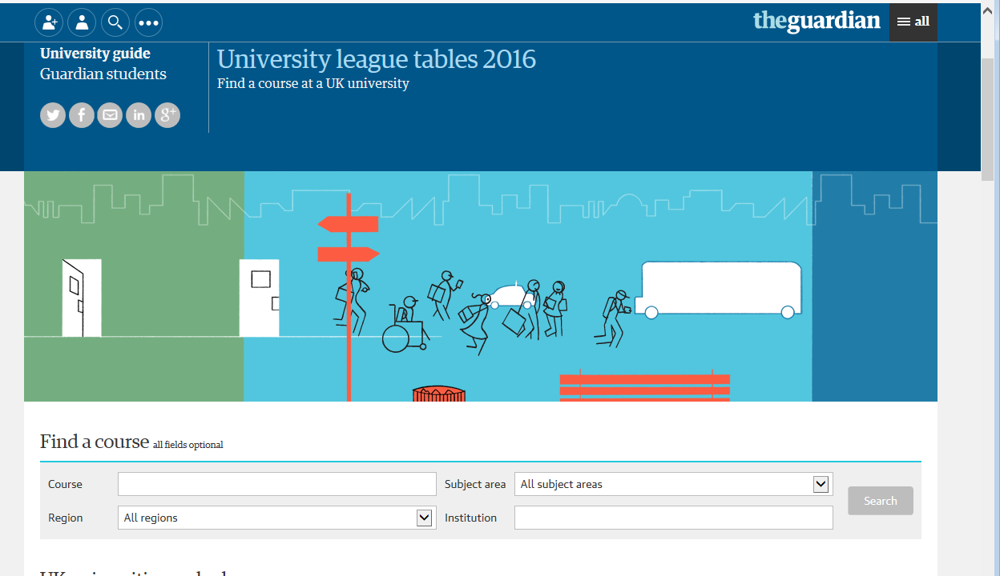 theguardian
all
University guide
Guardian students
University league tables 2016
Find a course at a UK university
Find a course all fields optional
Course
Subject area All subject areas
Search
Region All regions
Institution